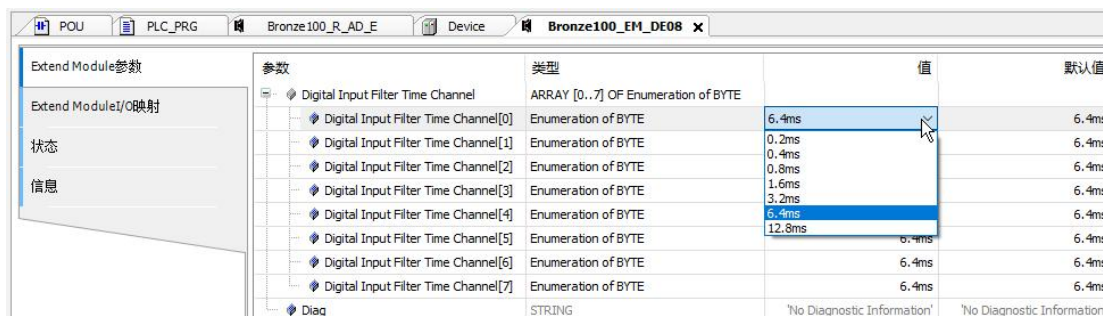 POU PLC_PRG Bronze100_R_AD_E Device Bronze100_EM_DE08 X
Extend Module参数
Extend ModuleI/O映射
状态
信息
参数 类型 值 默认值
Digital Input Filter Time Channel ARRAY [0..7] OF Enumeration of BYTE
Digital Input Filter Time Channel[0] Enumeration of BYTE 6.4ms 6.4ms
Digital Input Filter Time Channel[1] Enumeration of BYTE 6.4ms
Digital Input Filter Time Channel[2] Enumeration of BYTE 6.4ms
Digital Input Filter Time Channel[3] Enumeration of BYTE 6.4ms
Digital Input Filter Time Channel[4] Enumeration of BYTE 6.4ms
Digital Input Filter Time Channel[5] Enumeration of BYTE 6.4ms 6.4ms
Digital Input Filter Time Channel[6] Enumeration of BYTE 6.4ms 6.4ms
Digital Input Filter Time Channel[7] Enumeration of BYTE 6.4ms 6.4ms
Diag STRING 'No Diagnostic Information' 'No Diagnostic Information
0.2ms
0.4ms
0.8ms
1.6ms
3.2ms
6.4ms
12.8ms